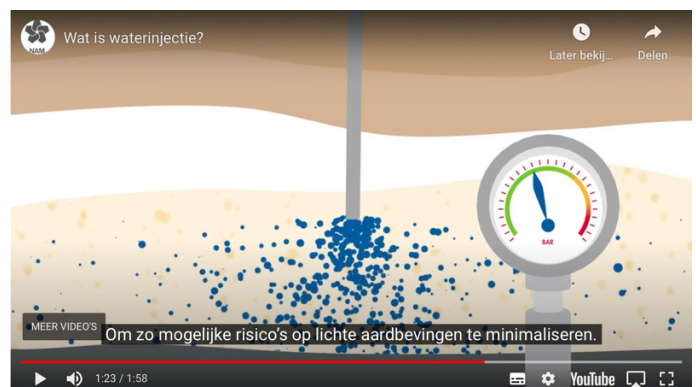 NAM
Wat is waterinjectie?
Later bekij...
Delen
BAR
MEER VIDEO'S
Om zo mogelijke risico's op lichte aardbevingen te minimaliseren.
1:23 / 1:58
YouTube